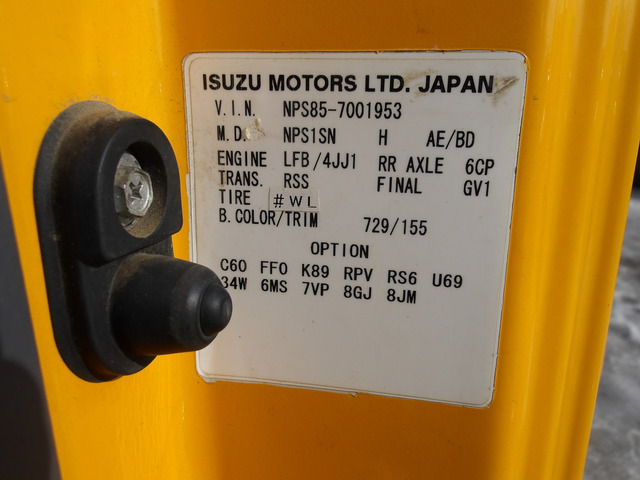 ISUZU MOTORS LTD. JAPAN
V.I.N. NPS85-7001953
M.D. NPS1SN H AE/BD
ENGINE LFB/4JJ1 RR AXLE 6CP
TRANS. RSS FINAL GV1
TIRE #WL
B.COLOR/TRIM 729/155
OPTION
C60 FF0 K89 RPV RS6 U69
34W 6MS 7VP 8GJ 8JM